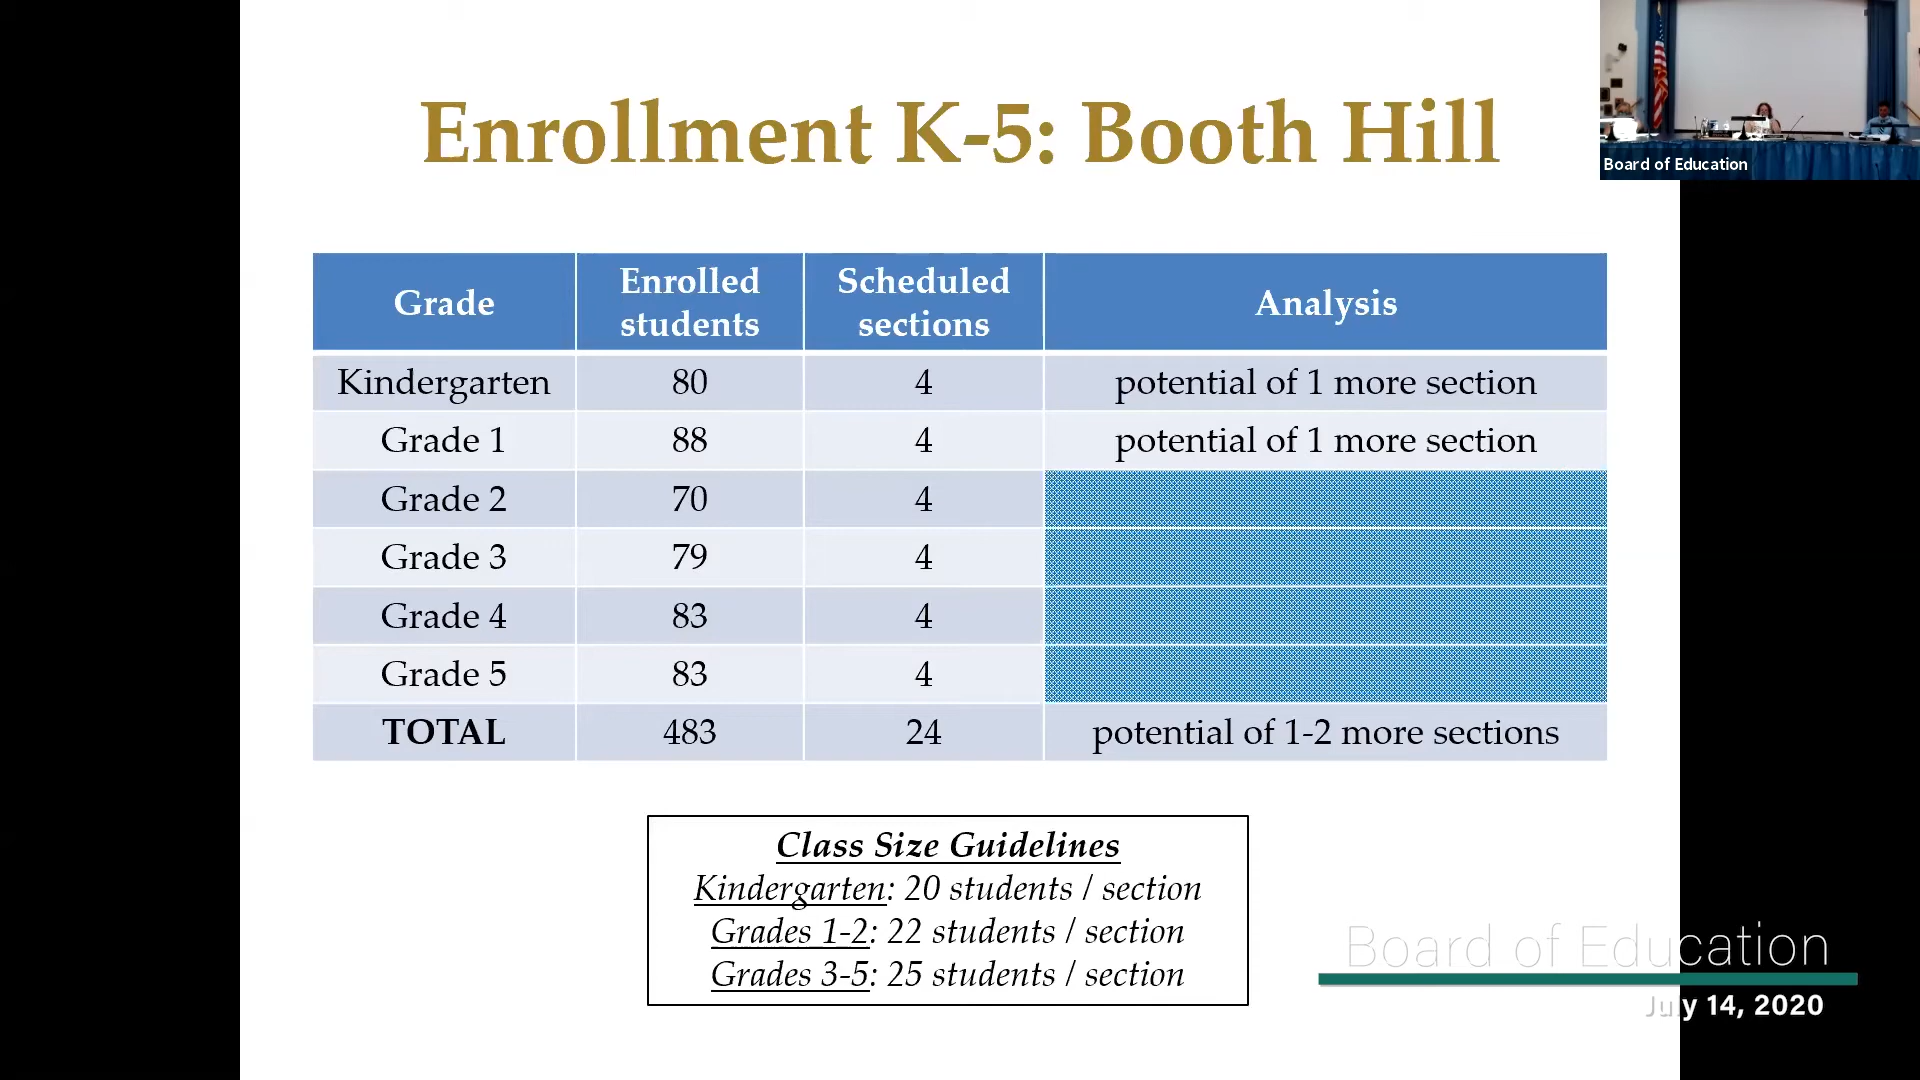 Enrollment K-5: Booth Hill
Board of Education
Grade Enrolled students Scheduled sections Analysis
Kindergarten 80 4 potential of 1 more section
Grade 1 88 4 potential of 1 more section
Grade 2 70 4
Grade 3 79 4
Grade 4 83 4
Grade 5 83 4
TOTAL 483 24 potential of 1-2 more sections
Class Size Guidelines
Kindergarten: 20 students / section
Grades 1-2: 22 students / section
Grades 3-5: 25 students / section
Board of Education
July 14, 2020